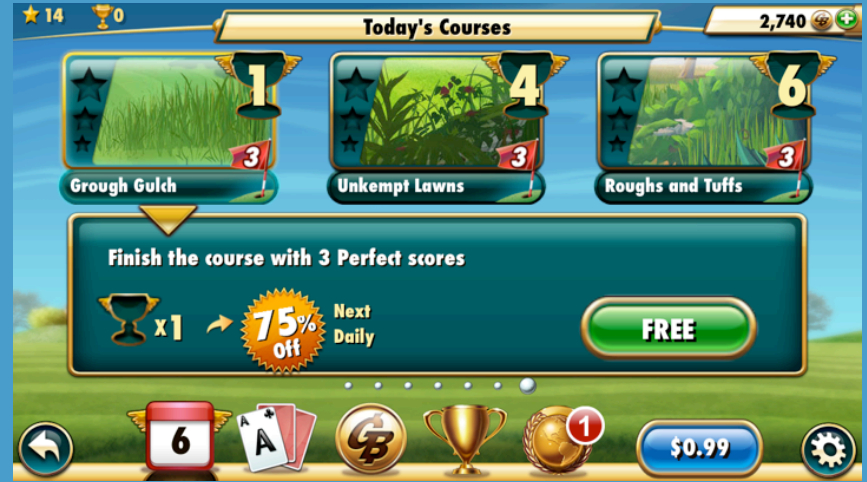 14
0
Today's Courses
2,740
GB
1
4
6
3
3
3
Grough Gulch
Unkempt Lawns
Roughs and Tuffs
Finish the course with 3 Perfect scores
x1
75% Off
Next
Daily
FREE
6
A
A
GB
1
$0.99